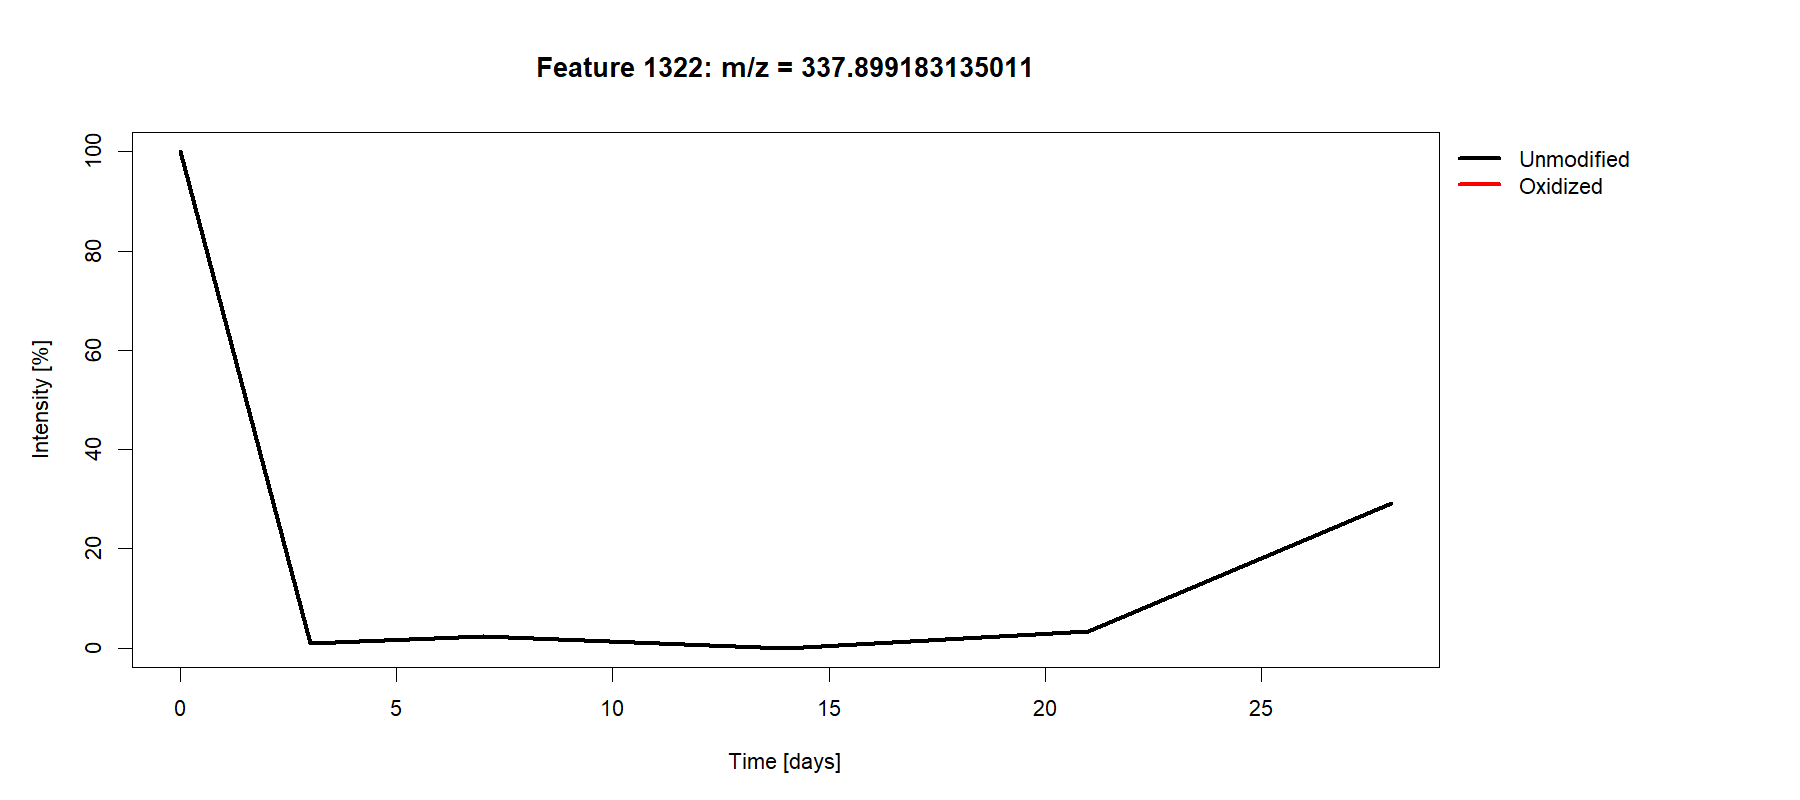 Feature 1322: m/z = 337.899183135011
Unmodified
Oxidized
Intensity [%]
100
80
60
40
20
0
0 5 10 15 20 25
Time [days]